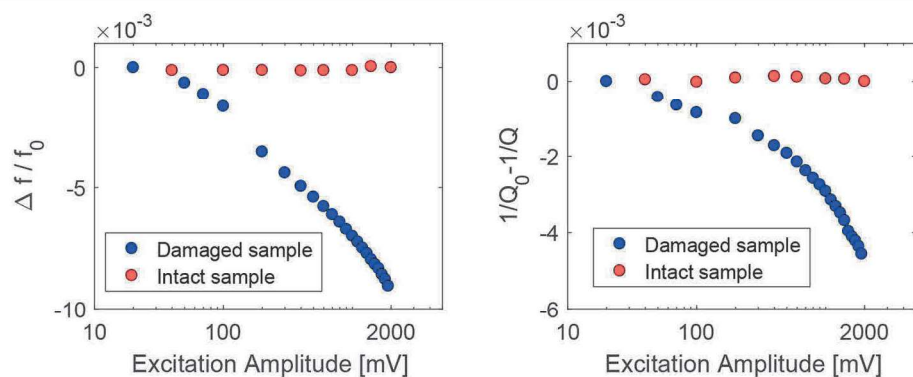 ×10⁻³
0
-5
-10
Δ f / f₀
Damaged sample
Intact sample
10 100 2000
Excitation Amplitude [mV]
×10⁻³
0
-2
-4
-6
1/Q₀-1/Q
Damaged sample
Intact sample
10 100 2000
Excitation Amplitude [mV]